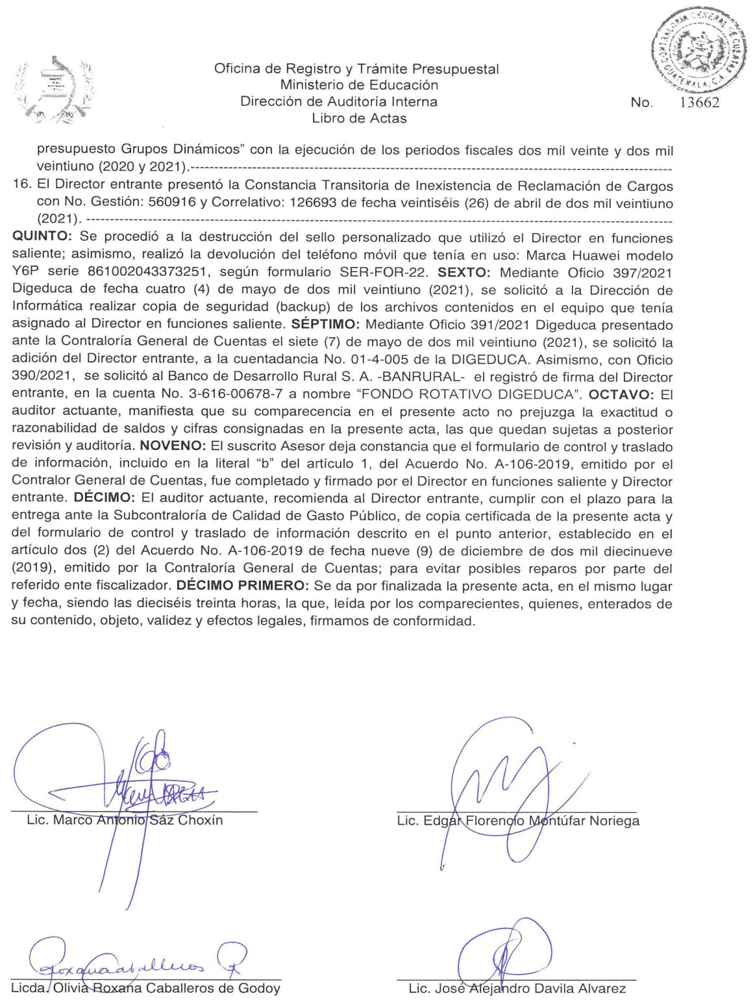 CONTRALORÍA GENERAL DE CUENTAS
GUATEMALA, C.A.
Oficina de Registro y Trámite Presupuestal
Ministerio de Educación
Dirección de Auditoría Interna
No. 13662
Libro de Actas
presupuesto Grupos Dinámicos” con la ejecución de los periodos fiscales dos mil veinte y dos mil
veintiuno (2020 y 2021).---
16. El Director entrante presentó la Constancia Transitoria de Inexistencia de Reclamación de Cargos
con No. Gestión: 560916 y Correlativo: 126693 de fecha veintiséis (26) de abril de dos mil veintiuno
(2021). ---
QUINTO: Se procedió a la destrucción del sello personalizado que utilizó el Director en funciones
saliente; asimismo, realizó la devolución del teléfono móvil que tenía en uso: Marca Huawei modelo
Y6P serie 861002043373251, según formulario SER-FOR-22. SEXTO: Mediante Oficio 397/2021
Digeduca de fecha cuatro (4) de mayo de dos mil veintiuno (2021), se solicitó a la Dirección de
Informática realizar copia de seguridad (backup) de los archivos contenidos en el equipo que tenía
asignado al Director en funciones saliente. SÉPTIMO: Mediante Oficio 391/2021 Digeduca presentado
ante la Contraloría General de Cuentas el siete (7) de mayo de dos mil veintiuno (2021), se solicitó la
adición del Director entrante, a la cuentadancia No. 01-4-005 de la DIGEDUCA. Asimismo, con Oficio
390/2021, se solicitó al Banco de Desarrollo Rural S. A. -BANRURAL- el registró de firma del Director
entrante, en la cuenta No. 3-616-00678-7 a nombre “FONDO ROTATIVO DIGEDUCA”. OCTAVO: El
auditor actuante, manifiesta que su comparecencia en el presente acto no prejuzga la exactitud o
razonabilidad de saldos y cifras consignadas en la presente acta, las que quedan sujetas a posterior
revisión y auditoría. NOVENO: El suscrito Asesor deja constancia que el formulario de control y traslado
de información, incluido en la literal “b” del artículo 1, del Acuerdo No. A-106-2019, emitido por el
Contralor General de Cuentas, fue completado y firmado por el Director en funciones saliente y Director
entrante. DÉCIMO: El auditor actuante, recomienda al Director entrante, cumplir con el plazo para la
entrega ante la Subcontraloría de Calidad de Gasto Público, de copia certificada de la presente acta y
del formulario de control y traslado de información descrito en el punto anterior, establecido en el
artículo dos (2) del Acuerdo No. A-106-2019 de fecha nueve (9) de diciembre de dos mil diecinueve
(2019), emitido por la Contraloría General de Cuentas; para evitar posibles reparos por parte del
referido ente fiscalizador. DÉCIMO PRIMERO: Se da por finalizada la presente acta, en el mismo lugar
y fecha, siendo las dieciséis treinta horas, la que, leída por los comparecientes, quienes, enterados de
su contenido, objeto, validez y efectos legales, firmamos de conformidad.
Lic. Marco Antonio Sáz Choxín
Lic. Edgar Florencio Montúfar Noriega
Roxana Caballeros
Licda. Olivia Roxana Caballeros de Godoy
Lic. José Alejandro Davila Alvarez